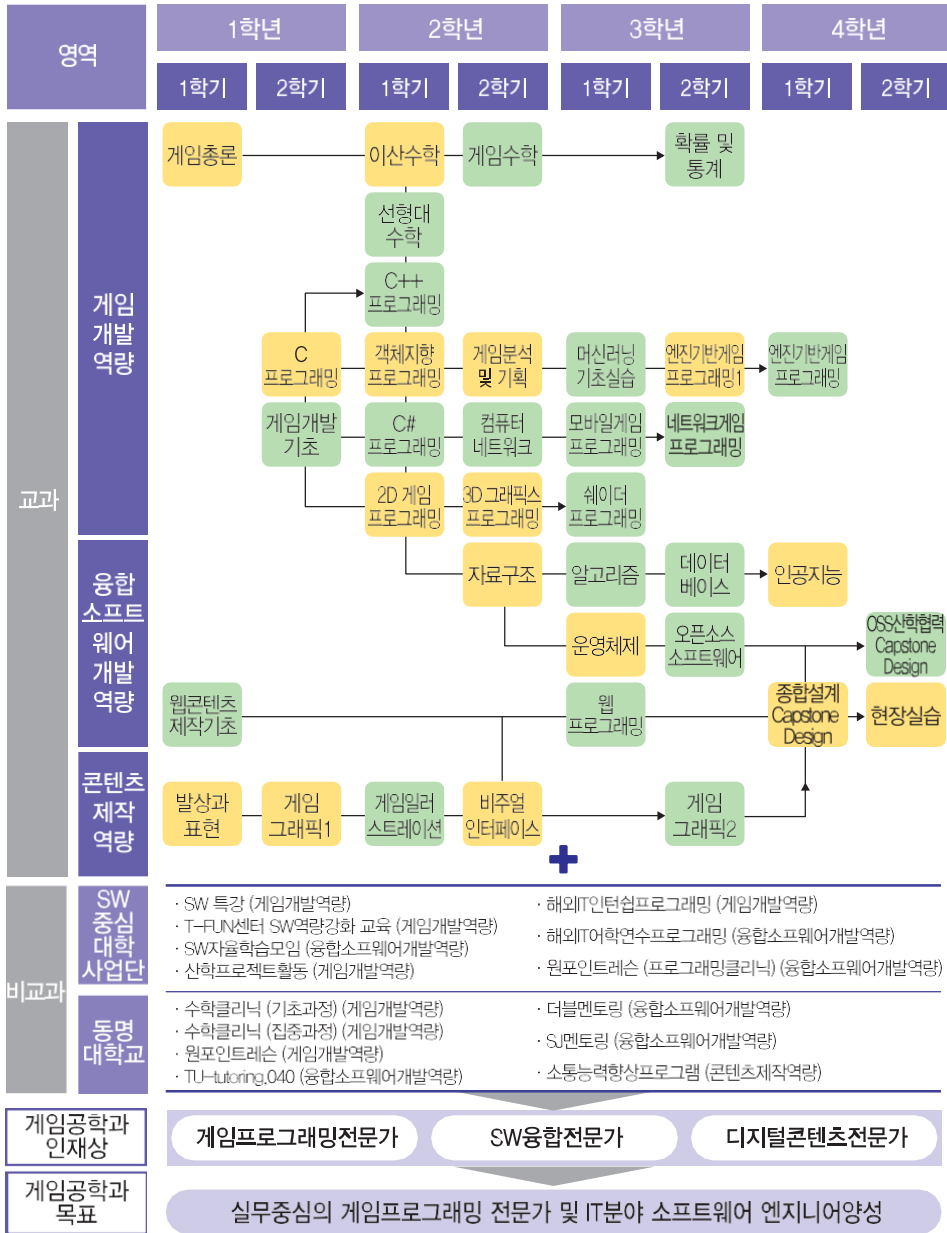 영역
1학년
2학년
3학년
4학년
1학기
2학기
1학기
2학기
1학기
2학기
1학기
2학기
교과
게임
개발
역량
게임총론
이산수학
게임수학
확률 및
통계
선형대
수학
C++
프로그래밍
C
프로그래밍
객체지향
프로그래밍
게임분석
및 기획
머신러닝
기초실습
엔진기반게임
프로그래밍1
엔진기반게임
프로그래밍
게임개발
기초
C#
프로그래밍
컴퓨터
네트워크
모바일게임
프로그래밍
네트워크게임
프로그래밍
2D 게임
프로그래밍
3D 그래픽스
프로그래밍
쉐이더
프로그래밍
융합
소프트
웨어
개발
역량
자료구조
알고리즘
데이터
베이스
인공지능
운영체제
오픈소스
소프트웨어
OSS산학협력
Capstone
Design
웹콘텐츠
제작기초
웹
프로그래밍
종합설계
Capstone
Design
현장실습
콘텐츠
제작
역량
발상과
표현
게임
그래픽1
게임일러
스트레이션
비주얼
인터페이스
게임
그래픽2
비교과
SW
중심
대학
사업단
· SW 특강 (게임개발역량)
· T-FUN센터 SW역량강화 교육 (게임개발역량)
· SW자율학습모임 (융합소프트웨어개발역량)
· 산학프로젝트활동 (게임개발역량)
· 해외IT인턴쉽프로그래밍 (게임개발역량)
· 해외IT어학연수프로그래밍 (융합소프트웨어개발역량)
· 원포인트레슨 (프로그래밍클리닉) (융합소프트웨어개발역량)
동명
대학교
· 수학클리닉 (기초과정) (게임개발역량)
· 수학클리닉 (집중과정) (게임개발역량)
· 원포인트레슨 (게임개발역량)
· TU-tutoring.040 (융합소프트웨어개발역량)
· 더블멘토링 (융합소프트웨어개발역량)
· SJ멘토링 (융합소프트웨어개발역량)
· 소통능력향상프로그램 (콘텐츠제작역량)
게임공학과
인재상
게임프로그래밍전문가
SW융합전문가
디지털콘텐츠전문가
게임공학과
목표
실무중심의 게임프로그래밍 전문가 및 IT분야 소프트웨어 엔지니어양성